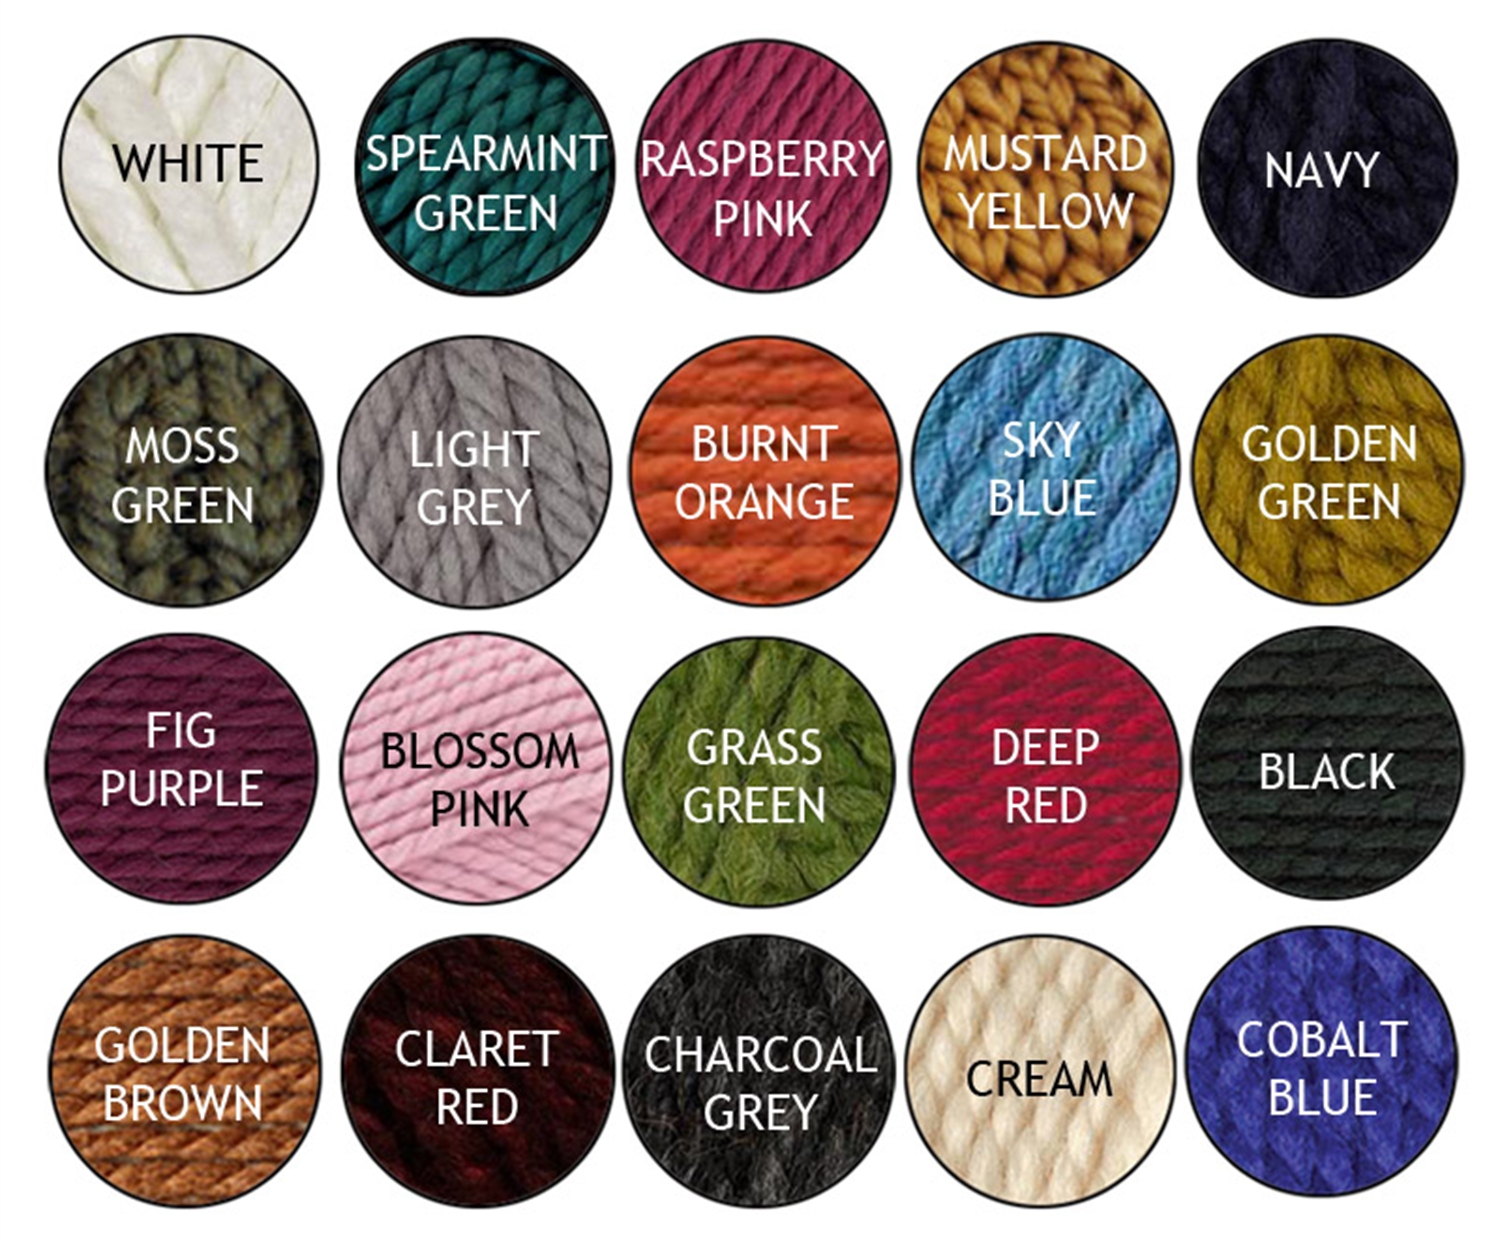 WHITE
SPEARMINT
GREEN
RASPBERRY
PINK
MUSTARD
YELLOW
NAVY
MOSS
GREEN
LIGHT
GREY
BURNT
ORANGE
SKY
BLUE
GOLDEN
GREEN
FIG
PURPLE
BLOSSOM
PINK
GRASS
GREEN
DEEP
RED
BLACK
GOLDEN
BROWN
CLARET
RED
CHARCOAL
GREY
CREAM
COBALT
BLUE